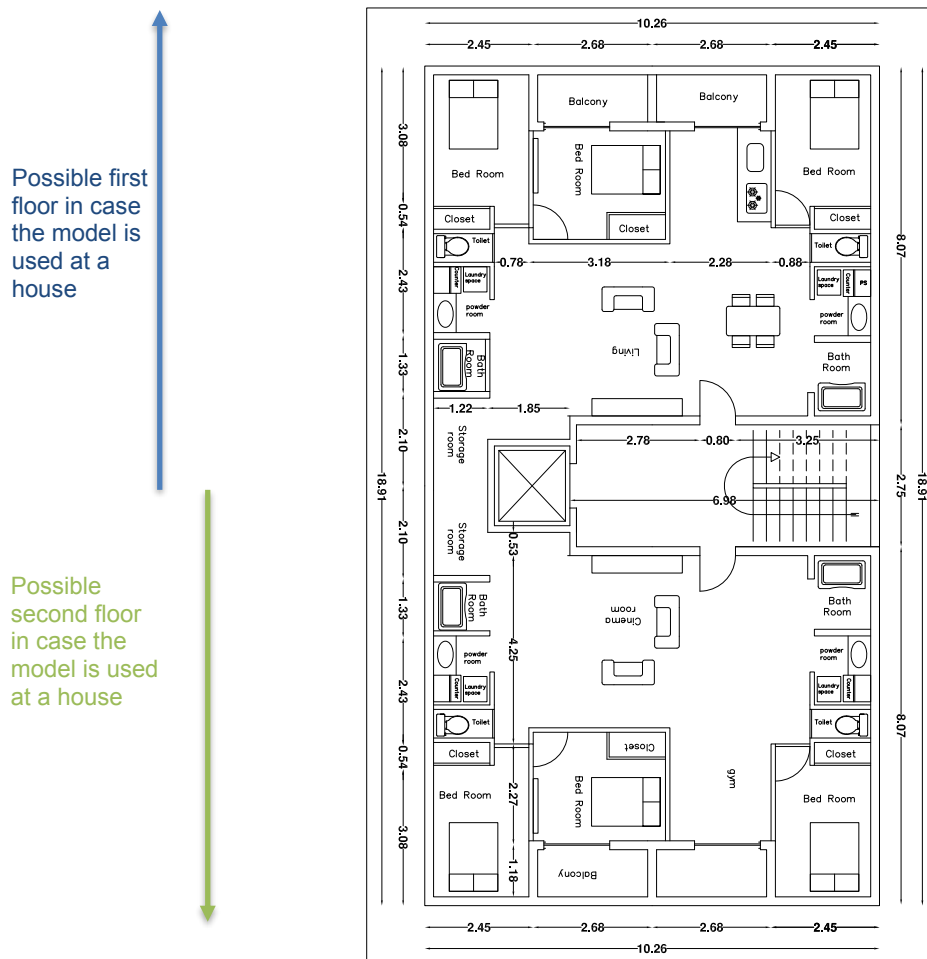 10.26
2.45 2.68 2.68 2.45
Balcony Balcony
3.08
Bed Room Bed Room Bed Room
Possible first
floor in case
the model is
used at a
house
Closet Closet Closet
0.54
Toilet Toilet
8.07
0.78 3.18 2.28 0.88
2.43
Counter Laundry space Laundry space Counter PS
powder room powder room
Living
1.33
Bath Room Bath Room
1.22 1.85
Storage room
2.10
2.78 0.80 3.25
18.91 18.91
6.98
2.75
2.10
Storage room
0.53
Possible
second floor
in case the
model is used
at a house
1.33
Bath Room Cinema room Bath Room
4.25
powder room powder room
2.43
Counter Laundry space Laundry space Counter
8.07
Toilet Toilet
0.54
Closet Closet Closet
2.27
Bed Room Bed Room gym Bed Room
3.08
1.18
Balcony
2.45 2.68 2.68 2.45
10.26